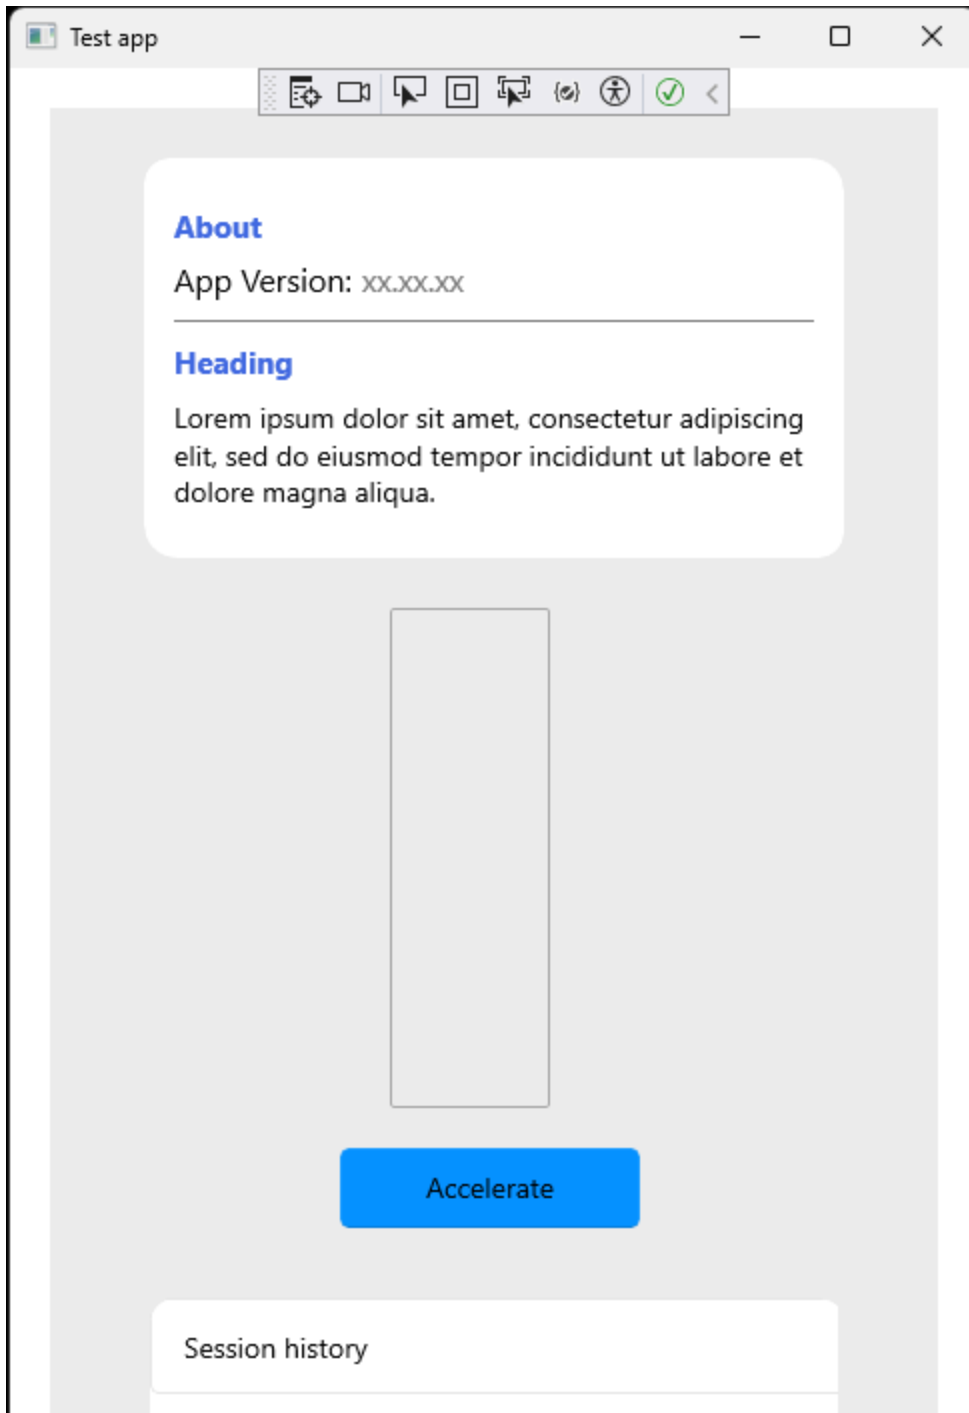 Test app
About
App Version: xx.xx.xx
Heading
Lorem ipsum dolor sit amet, consectetur adipiscing
elit, sed do eiusmod tempor incididunt ut labore et
dolore magna aliqua.
Accelerate
Session history